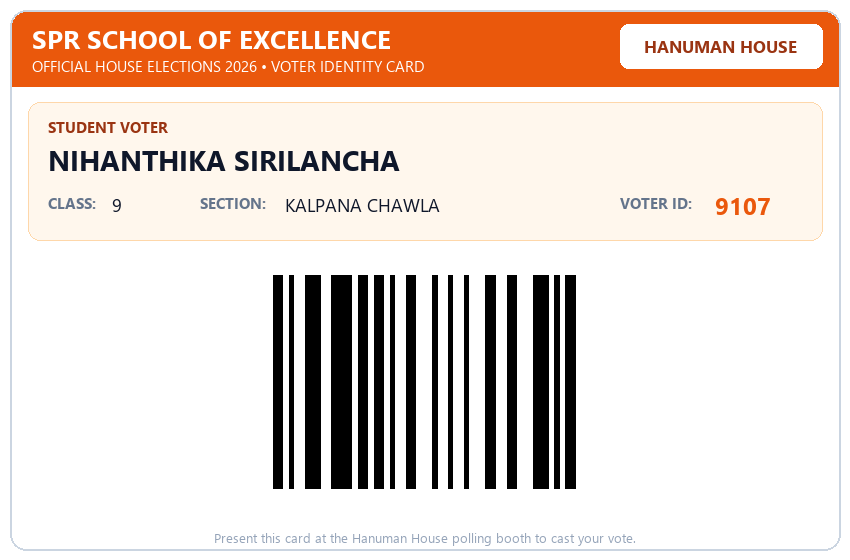 SPR SCHOOL OF EXCELLENCE
OFFICIAL HOUSE ELECTIONS 2026 • VOTER IDENTITY CARD
HANUMAN HOUSE
STUDENT VOTER
NIHANTHIKA SIRILANCHA
CLASS: 9 SECTION: KALPANA CHAWLA VOTER ID: 9107
Present this card at the Hanuman House polling booth to cast your vote.